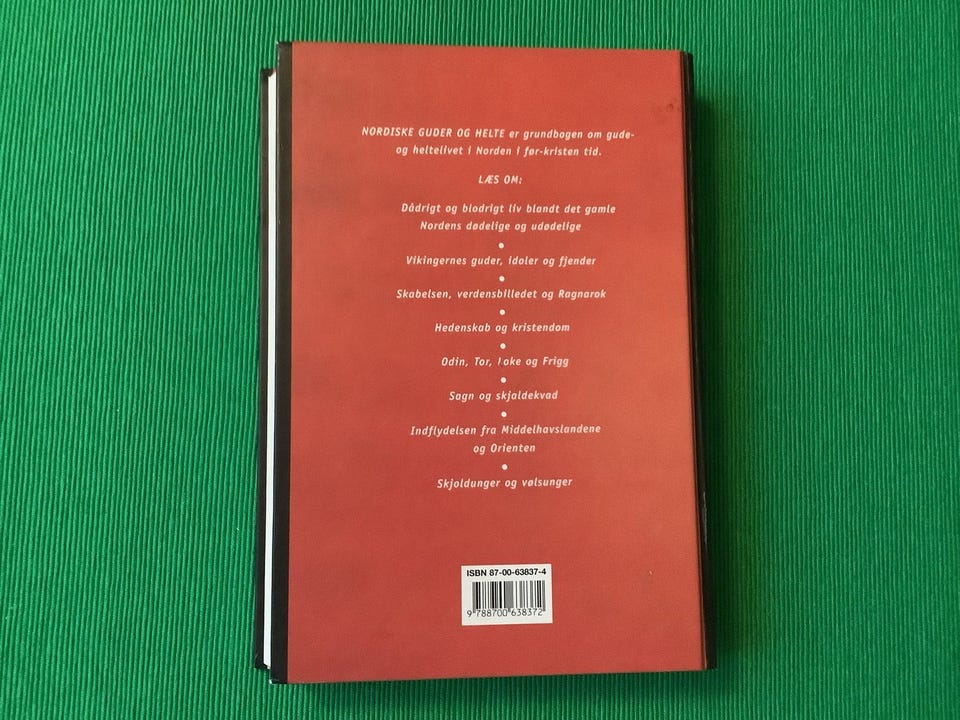 NORDISKE GUDER OG HELTE er grundbogen om gude-
og heltelivet i Norden i før-kristen tid.
LÆS OM:
Dådrigt og blodrigt liv blandt det gamle
Nordens dødelige og udødelige
•
Vikingernes guder, idoler og fjender
•
Skabelsen, verdensbilledet og Ragnarok
•
Hedenskab og kristendom
•
Odin, Tor, Loke og Frigg
•
Sagn og skjaldekvad
•
Indflydelsen fra Middelhavslandene
og Orienten
•
Skjoldunger og vølsunger
ISBN 87-00-63837-4
9 788700 638372